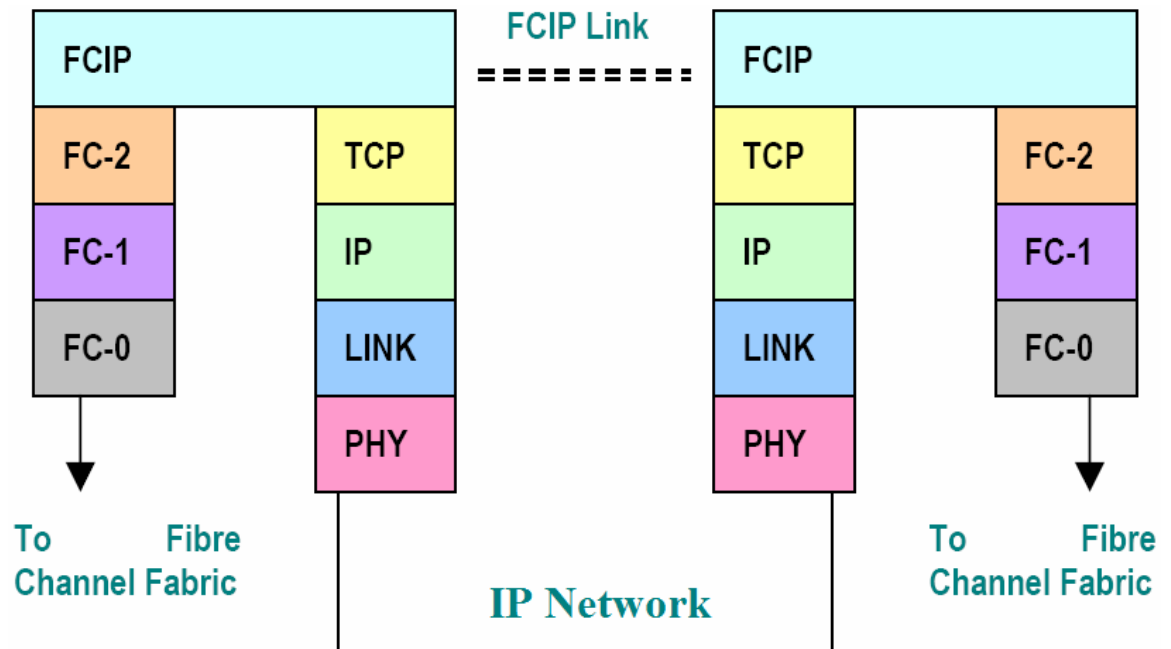 FCIP
FCIP Link
FCIP
FC-2
TCP
TCP
FC-2
FC-1
IP
IP
FC-1
FC-0
LINK
LINK
FC-0
PHY
PHY
To Fibre
Channel Fabric
To Fibre
Channel Fabric
IP Network